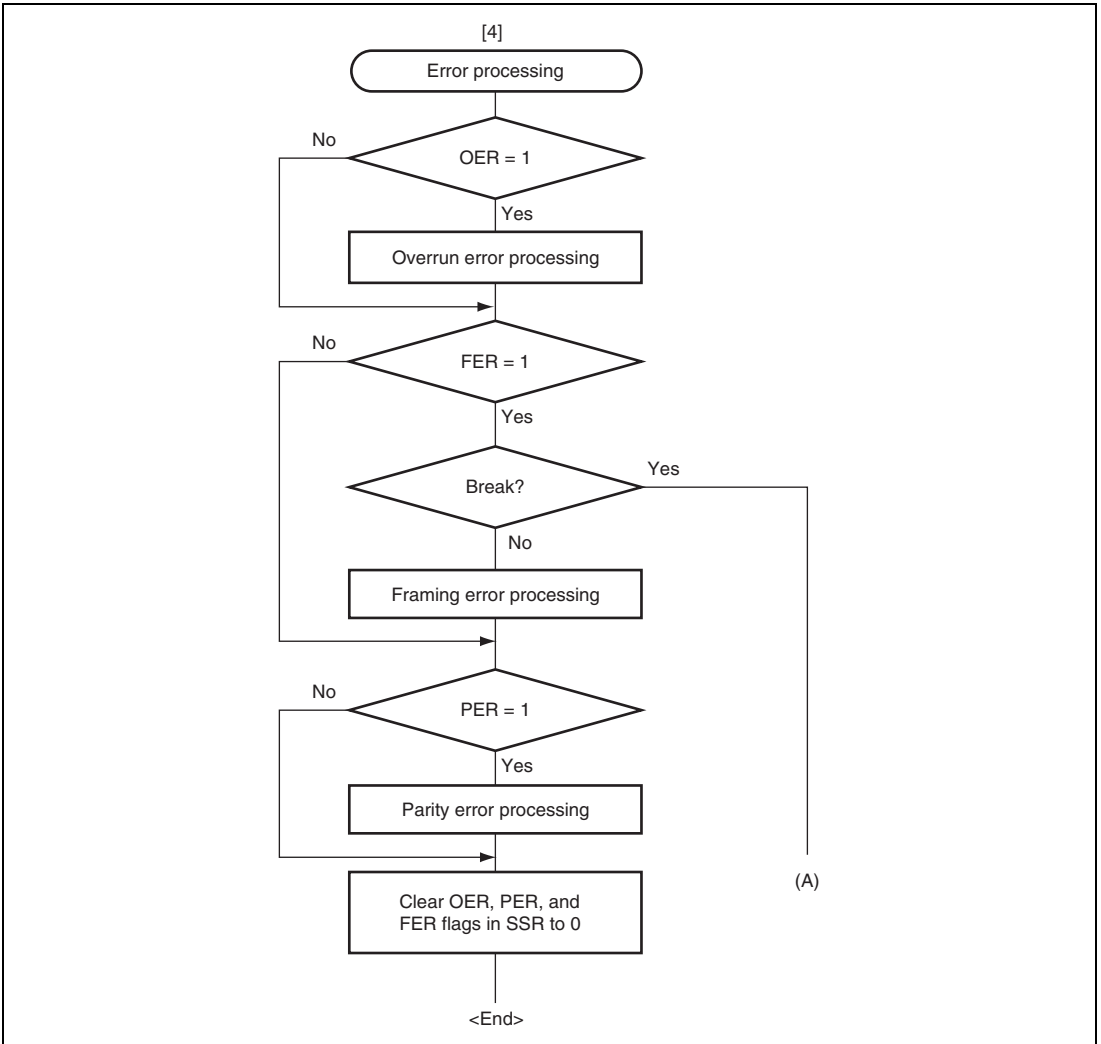 [4]
Error processing
No
OER = 1
Yes
Overrun error processing
No
FER = 1
Yes
Break?
Yes
No
Framing error processing
No
PER = 1
Yes
Parity error processing
(A)
Clear OER, PER, and
FER flags in SSR to 0
<End>